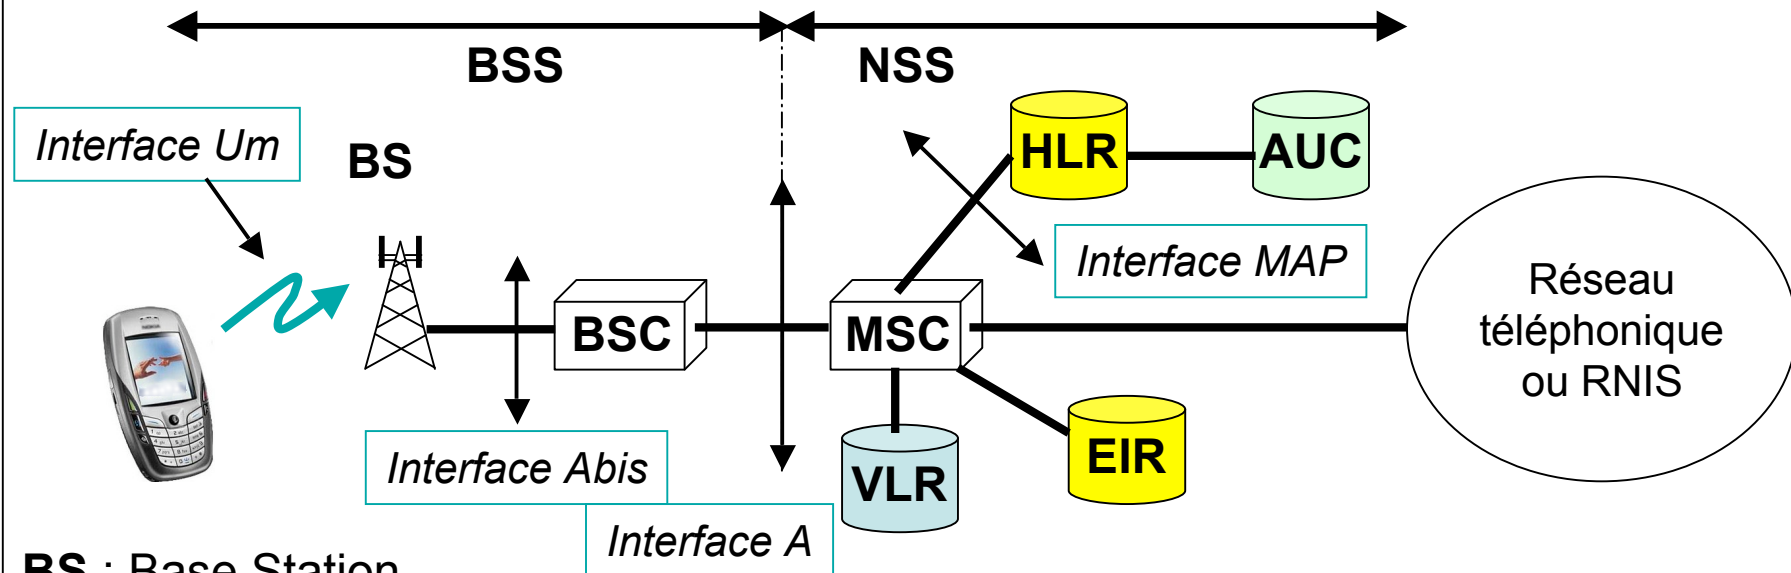 BSS
NSS
Interface Um
BS
HLR
AUC
Interface MAP
BSC
MSC
Réseau
téléphonique
ou RNIS
Interface Abis
VLR
EIR
Interface A
BS : Base Station